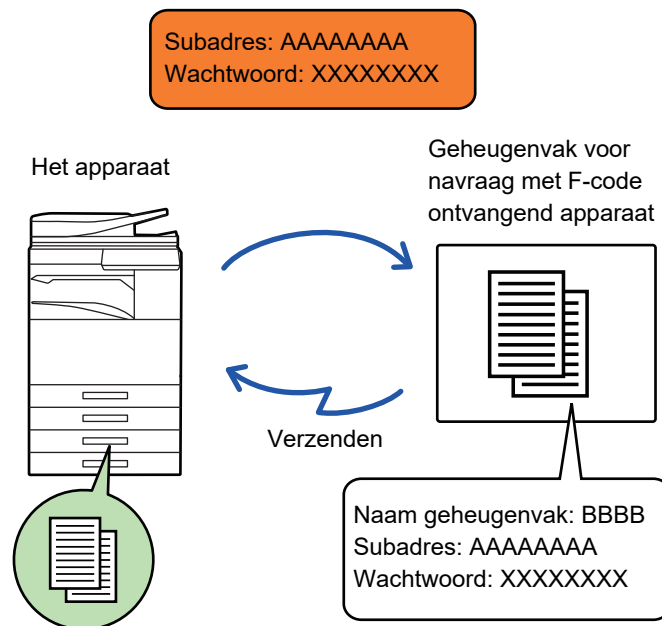 Subadres: AAAAAAAA
Wachtwoord: XXXXXXXX
Het apparaat
Geheugenvak voor
navraag met F-code
ontvangend apparaat
Verzenden
Naam geheugenvak: BBBB
Subadres: AAAAAAAA
Wachtwoord: XXXXXXXX